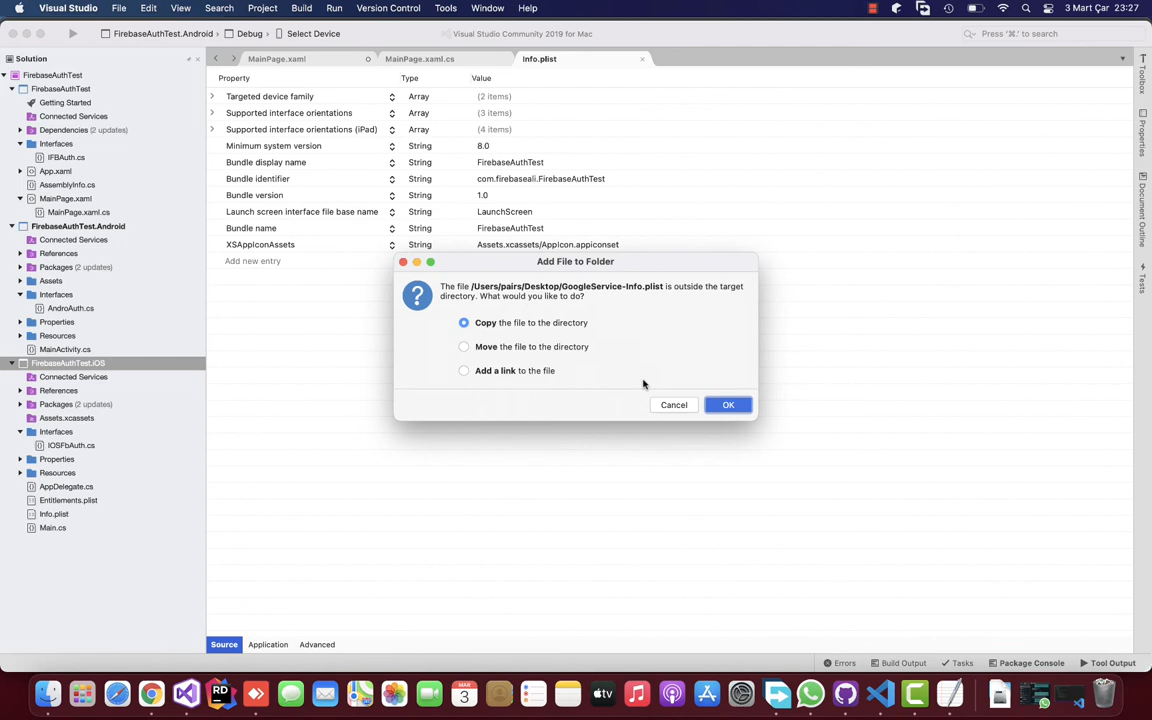 Visual Studio File Edit View Search Project Build Run Version Control Tools Window Help 3 Mart Çar 23:27
FirebaseAuthTest.Android › Debug › Select Device
Visual Studio Community 2019 for Mac
Press '⌘.' to search
Solution
FirebaseAuthTest
FirebaseAuthTest
Getting Started
Connected Services
Dependencies (2 updates)
Interfaces
IFBAuth.cs
App.xaml
AssemblyInfo.cs
MainPage.xaml
MainPage.xaml.cs
FirebaseAuthTest.Android
Connected Services
References
Packages (2 updates)
Assets
Interfaces
AndroAuth.cs
Properties
Resources
MainActivity.cs
FirebaseAuthTest.iOS
Connected Services
References
Packages (2 updates)
Assets.xcassets
Interfaces
IOSFbAuth.cs
Properties
Resources
AppDelegate.cs
Entitlements.plist
Info.plist
Main.cs
MainPage.xaml MainPage.xaml.cs Info.plist
Property Type Value
Targeted device family Array (2 items)
Supported interface orientations Array (3 items)
Supported interface orientations (iPad) Array (4 items)
Minimum system version String 8.0
Bundle display name String FirebaseAuthTest
Bundle identifier String com.firebaseali.FirebaseAuthTest
Bundle version String 1.0
Launch screen interface file base name String LaunchScreen
Bundle name String FirebaseAuthTest
XSAppIconAssets String Assets.xcassets/AppIcon.appiconset
Add new entry
Add File to Folder
The file /Users/pairs/Desktop/GoogleService-Info.plist is outside the target
directory. What would you like to do?
Copy the file to the directory
Move the file to the directory
Add a link to the file
Cancel OK
Toolbox
Properties
Document Outline
Tests
Source Application Advanced
Errors Build Output Tasks Package Console Tool Output
MAR
3
RD
tv